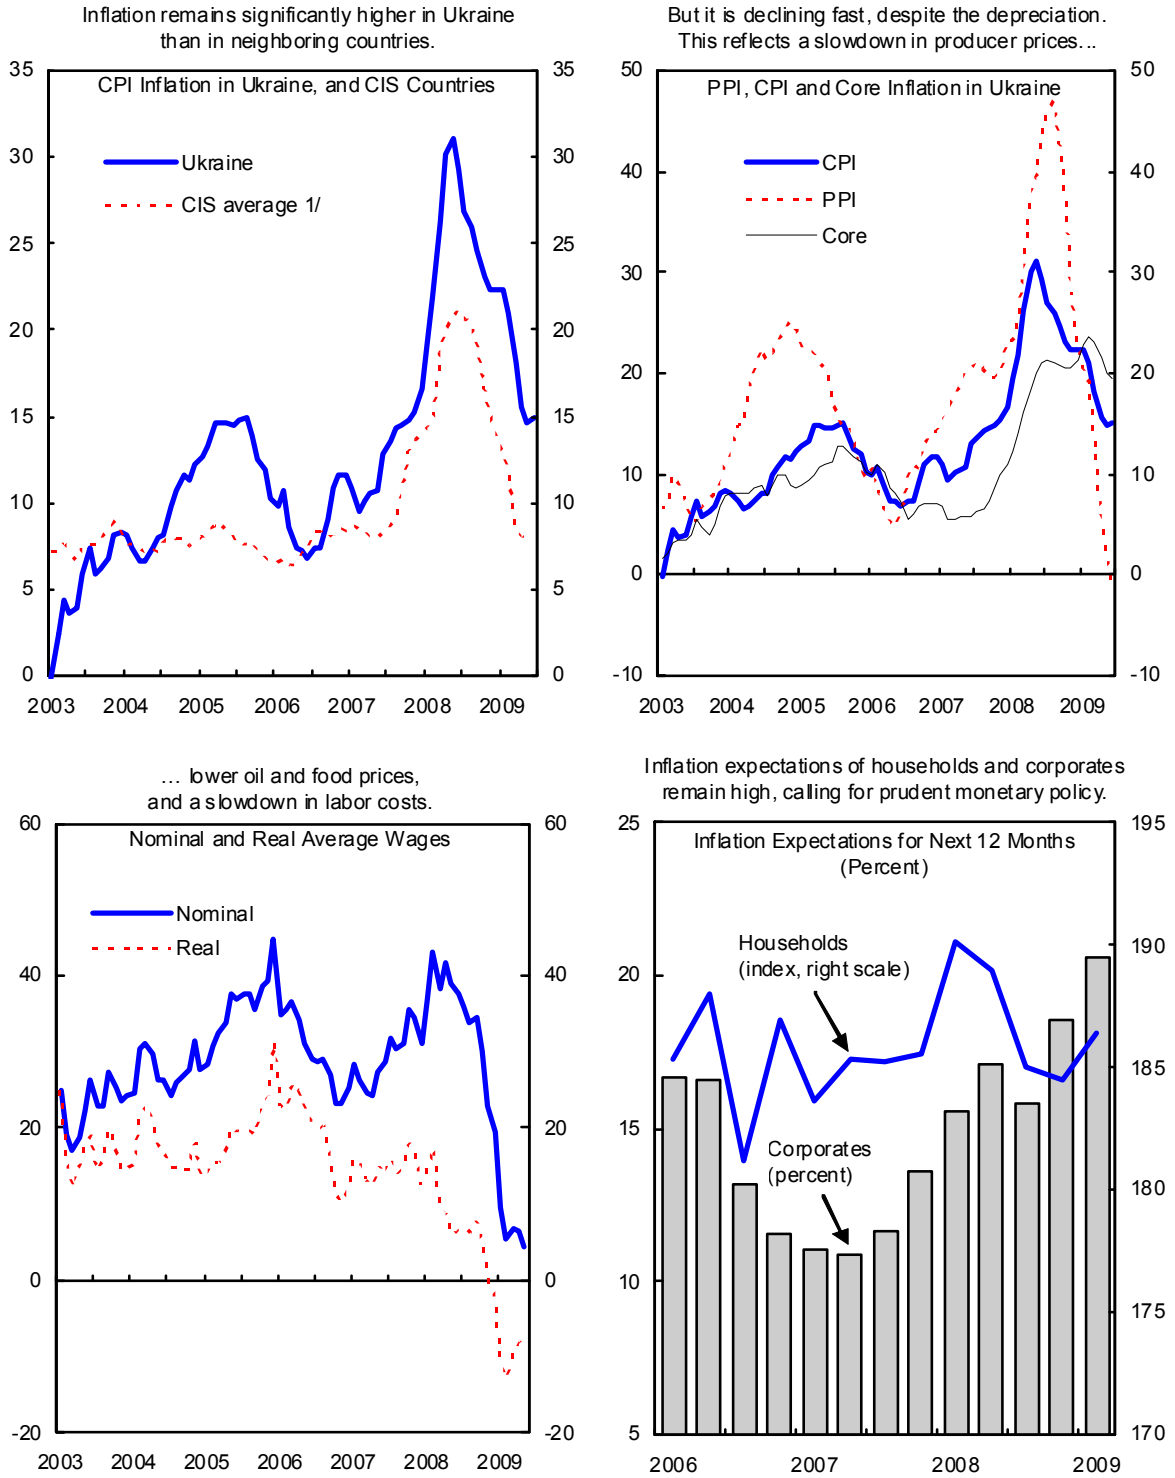 Inflation remains significantly higher in Ukraine
than in neighboring countries.
CPI Inflation in Ukraine, and CIS Countries
Ukraine
CIS average 1/
35
30
25
20
15
10
5
0
35
30
25
20
15
10
5
0
2003 2004 2005 2006 2007 2008 2009
But it is declining fast, despite the depreciation.
This reflects a slowdown in producer prices...
PPI, CPI and Core Inflation in Ukraine
CPI
PPI
Core
50
40
30
20
10
0
-10
50
40
30
20
10
0
-10
2003 2004 2005 2006 2007 2008 2009
... lower oil and food prices,
and a slowdown in labor costs.
Nominal and Real Average Wages
Nominal
Real
60
40
20
0
-20
60
40
20
0
-20
2003 2004 2005 2006 2007 2008 2009
Inflation expectations of households and corporates
remain high, calling for prudent monetary policy.
Inflation Expectations for Next 12 Months
(Percent)
Households
(index, right scale)
Corporates
(percent)
25
20
15
10
5
195
190
185
180
175
170
2006 2007 2008 2009